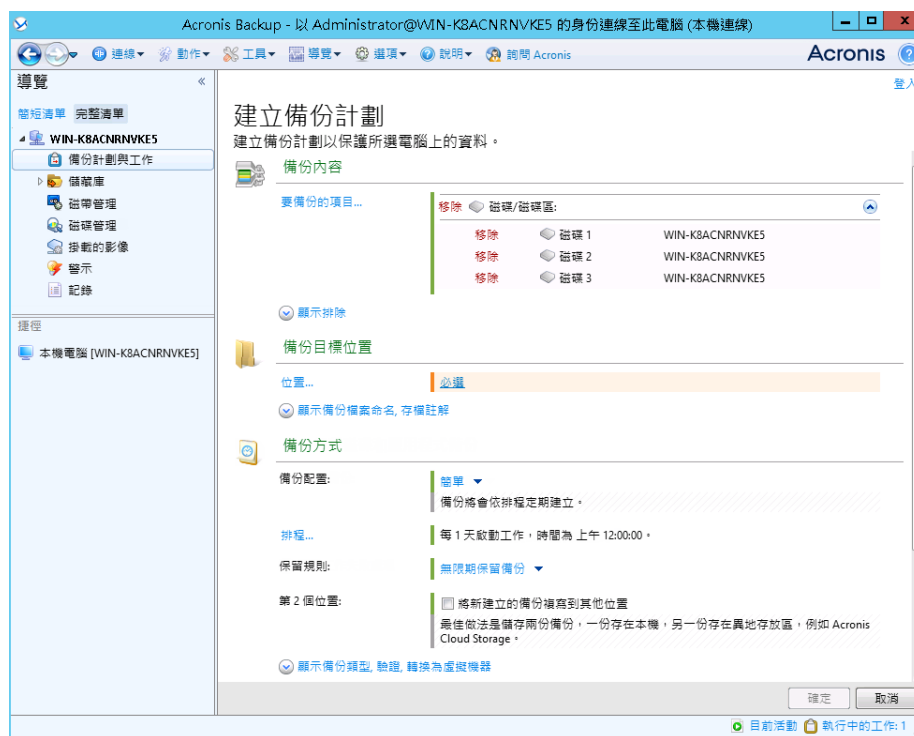 Acronis Backup - 以 Administrator@WIN-K8ACNRNVKE5 的身份連線至此電腦 (本機連線)
連線 動作 工具 導覽 選項 說明 詢問 Acronis Acronis
導覽
登入
簡短清單 完整清單
WIN-K8ACNRNVKE5
備份計劃與工作
儲藏庫
磁帶管理
磁碟管理
掛載的影像
警示
記錄
捷徑
本機電腦 [WIN-K8ACNRNVKE5]
建立備份計劃
建立備份計劃以保護所選電腦上的資料。
備份內容
要備份的項目...
移除 磁碟/磁碟區:
移除 磁碟 1 WIN-K8ACNRNVKE5
移除 磁碟 2 WIN-K8ACNRNVKE5
移除 磁碟 3 WIN-K8ACNRNVKE5
顯示排除
備份目標位置
位置... 必選
顯示備份檔案命名, 存檔註解
備份方式
備份配置: 簡單
備份將會依排程定期建立。
排程... 每 1 天啟動工作，時間為 上午 12:00:00。
保留規則: 無限期保留備份
第 2 個位置: 將新建立的備份複寫到其他位置
最佳做法是儲存兩份備份，一份存在本機，另一份存在異地存放區，例如 Acronis
Cloud Storage。
顯示備份類型, 驗證, 轉換為虛擬機器
確定 取消
目前活動 執行中的工作: 1